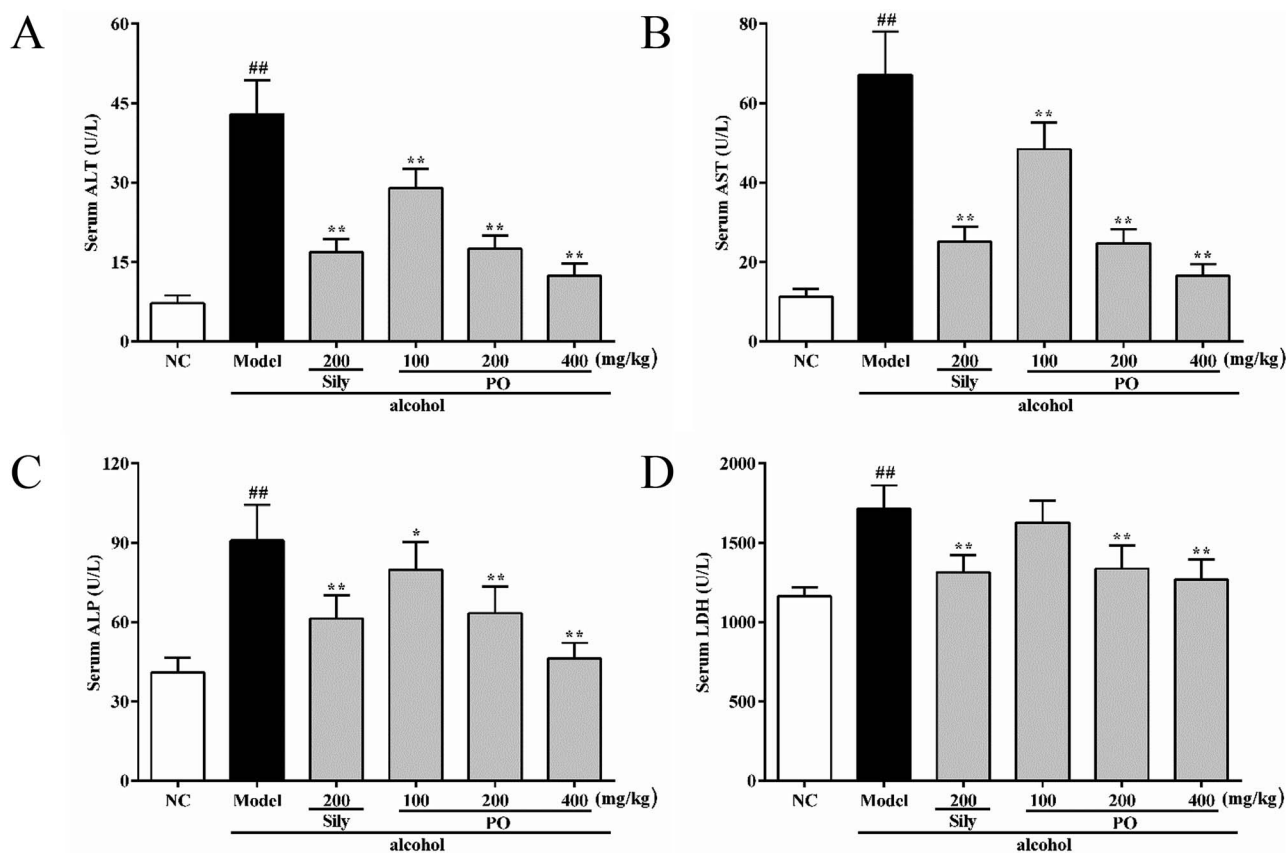 A
Serum ALT (U/L)
60
45
30
15
0
##
**
**
**
**
NC Model 200 100 200 400 (mg/kg)
Sily PO
alcohol
B
Serum AST (U/L)
80
60
40
20
0
##
**
**
**
**
NC Model 200 100 200 400 (mg/kg)
Sily PO
alcohol
C
Serum ALP (U/L)
120
90
60
30
0
##
**
*
**
**
NC Model 200 100 200 400 (mg/kg)
Sily PO
alcohol
D
Serum LDH (U/L)
2000
1500
1000
500
0
##
**
**
**
NC Model 200 100 200 400 (mg/kg)
Sily PO
alcohol